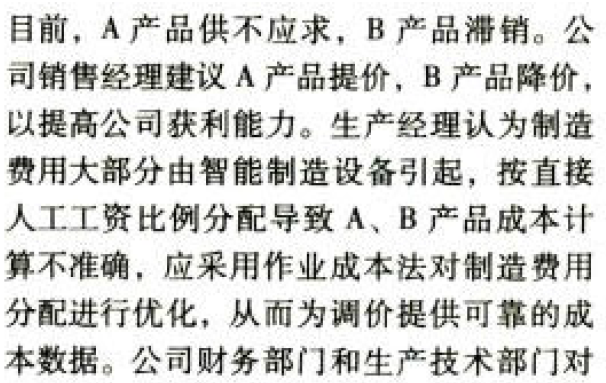 目前，A 产品供不应求，B 产品滞销。公
司销售经理建议 A 产品提价，B 产品降价，
以提高公司获利能力。生产经理认为制造
费用大部分由智能制造设备引起，按直接
人工工资比例分配导致 A、B 产品成本计
算不准确，应采用作业成本法对制造费用
分配进行优化，从而为调价提供可靠的成
本数据。公司财务部门和生产技术部门对